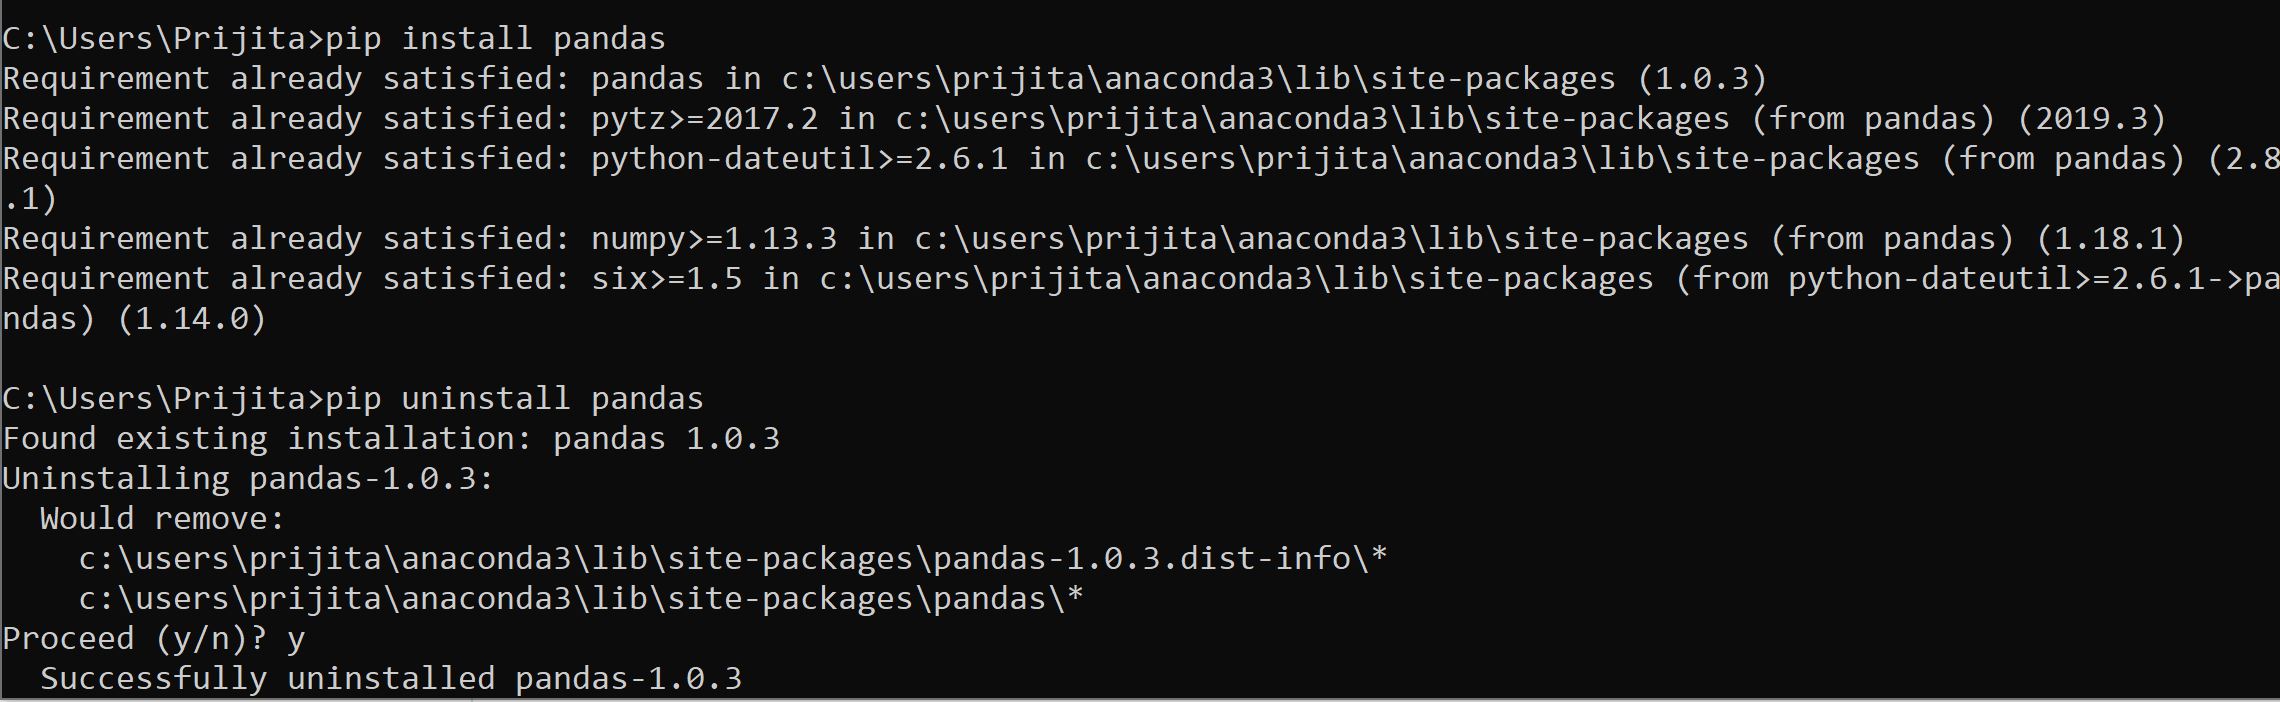 C:\Users\Prijita>pip install pandas
Requirement already satisfied: pandas in c:\users\prijita\anaconda3\lib\site-packages (1.0.3)
Requirement already satisfied: pytz>=2017.2 in c:\users\prijita\anaconda3\lib\site-packages (from pandas) (2019.3)
Requirement already satisfied: python-dateutil>=2.6.1 in c:\users\prijita\anaconda3\lib\site-packages (from pandas) (2.8
.1)
Requirement already satisfied: numpy>=1.13.3 in c:\users\prijita\anaconda3\lib\site-packages (from pandas) (1.18.1)
Requirement already satisfied: six>=1.5 in c:\users\prijita\anaconda3\lib\site-packages (from python-dateutil>=2.6.1->pa
ndas) (1.14.0)
C:\Users\Prijita>pip uninstall pandas
Found existing installation: pandas 1.0.3
Uninstalling pandas-1.0.3:
  Would remove:
    c:\users\prijita\anaconda3\lib\site-packages\pandas-1.0.3.dist-info\*
    c:\users\prijita\anaconda3\lib\site-packages\pandas\*
Proceed (y/n)? y
  Successfully uninstalled pandas-1.0.3